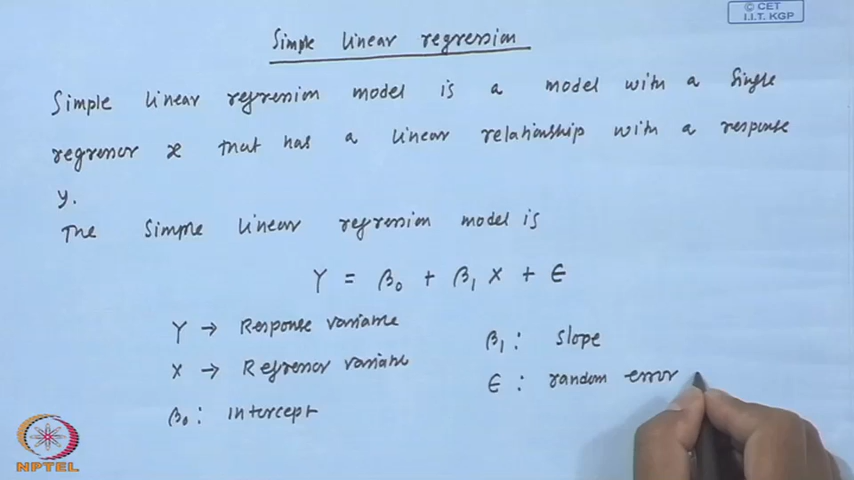 © CET
I.I.T. KGP
Simple linear regression
Simple linear regression model is a model with a single
regressor x that has a linear relationship with a response
y.
The simple linear regression model is
Y = β₀ + β₁ X + ϵ
Y → Response variable
X → Regressor variable
β₀ : intercept
β₁ : slope
ϵ : random error
NPTEL